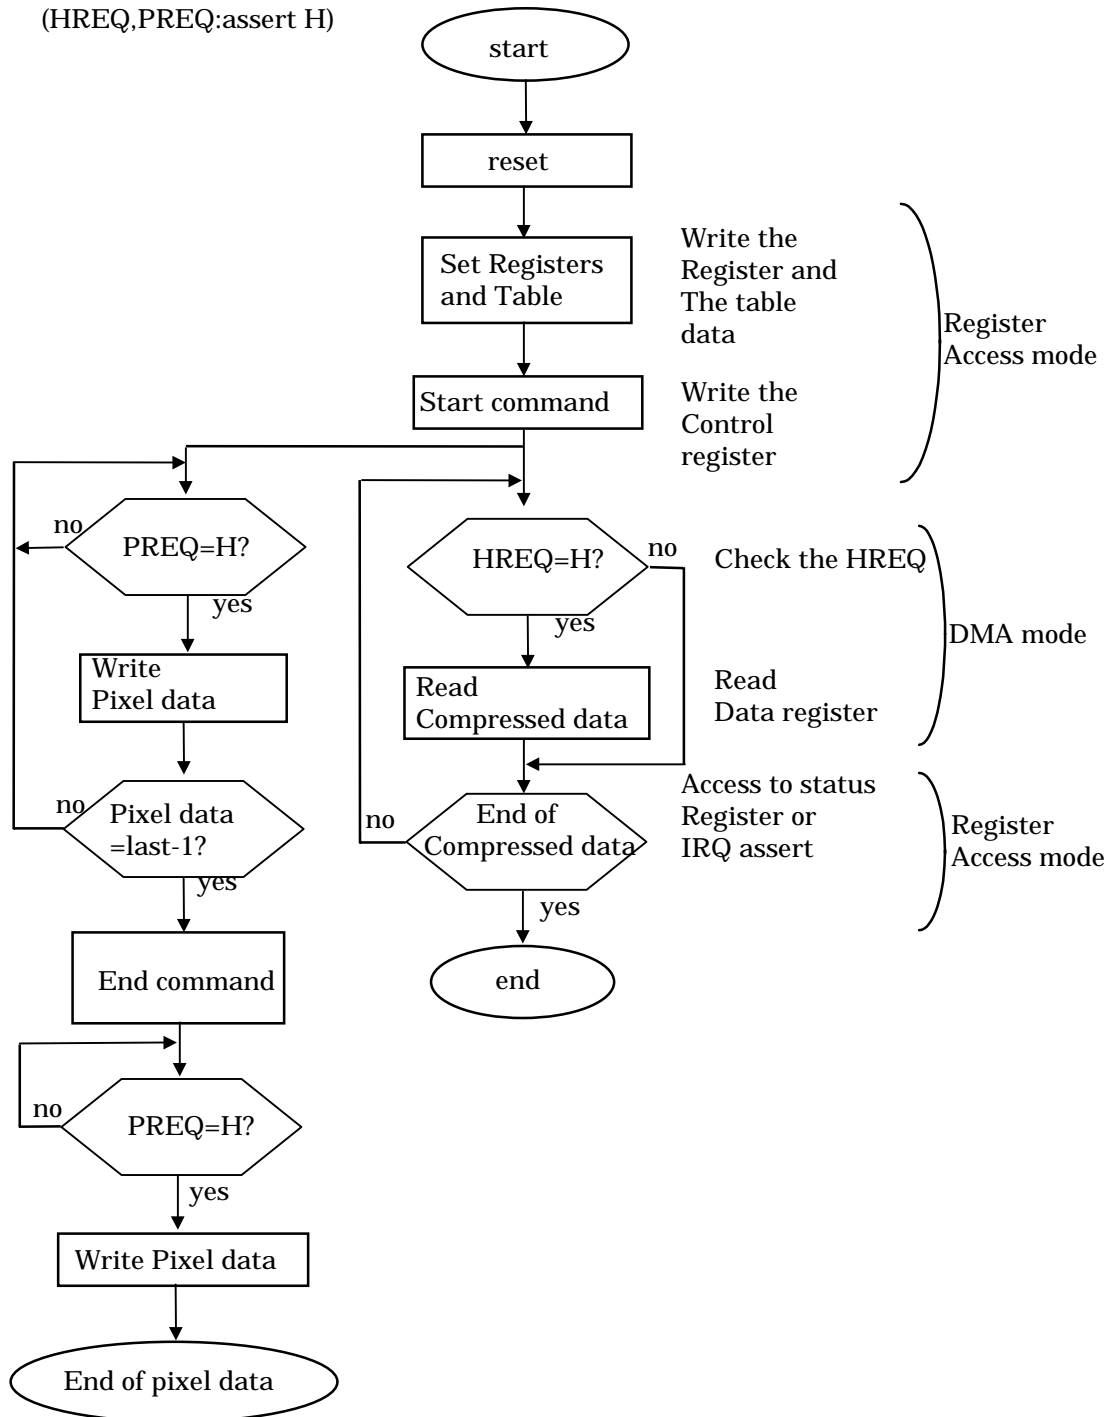 (HREQ,PREQ:assert H)
start
reset
Set Registers
and Table
Write the
Register and
The table
data
Register
Access mode
Start command
Write the
Control
register
no
PREQ=H?
yes
HREQ=H?
no
yes
Check the HREQ
DMA mode
Write
Pixel data
Read
Compressed data
Read
Data register
no
Pixel data
=last-1?
yes
no
End of
Compressed data
yes
Access to status
Register or
IRQ assert
Register
Access mode
End command
end
no
PREQ=H?
yes
Write Pixel data
End of pixel data